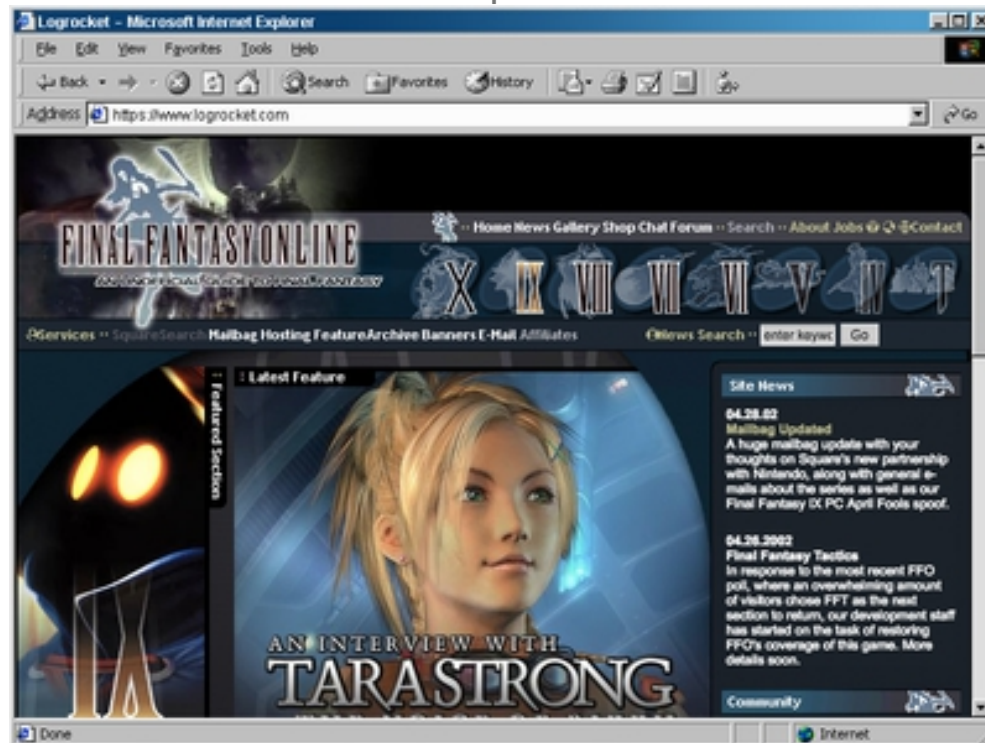 Logrocket - Microsoft Internet Explorer
File Edit View Favorites Tools Help
Back Search Favorites History
Address https://www.logrocket.com Go
FINAL FANTASY ONLINE
AN UNOFFICIAL GUIDE TO FINAL FANTASY
Home News Gallery Shop Chat Forum Search About Jobs Contact
X IX VIII VII VI V IV T
Services SquareSearch Mailbag Hosting FeatureArchive Banners E-Mail Affiliates
News Search Go
Featured Section
Latest Feature
AN INTERVIEW WITH
TARA STRONG
IX
Site News
04.28.02
Mailbag Updated
A huge mailbag update with your
thoughts on Square's new partnership
with Nintendo, along with general e-
mails about the series as well as our
Final Fantasy IX PC April Fools spoof.
04.26.2002
Final Fantasy Tactics
In response to the most recent FFO
poll, where an overwhelming amount
of visitors chose FFT as the next
section to return, our development staff
has started on the task of restoring
FFO's coverage of this game. More
details soon.
Community
Done
Internet